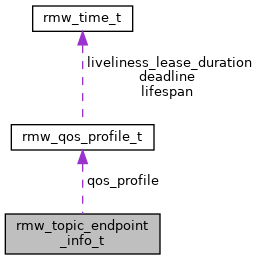 rmw_time_t
liveliness_lease_duration
deadline
lifespan
rmw_qos_profile_t
qos_profile
rmw_topic_endpoint
_info_t